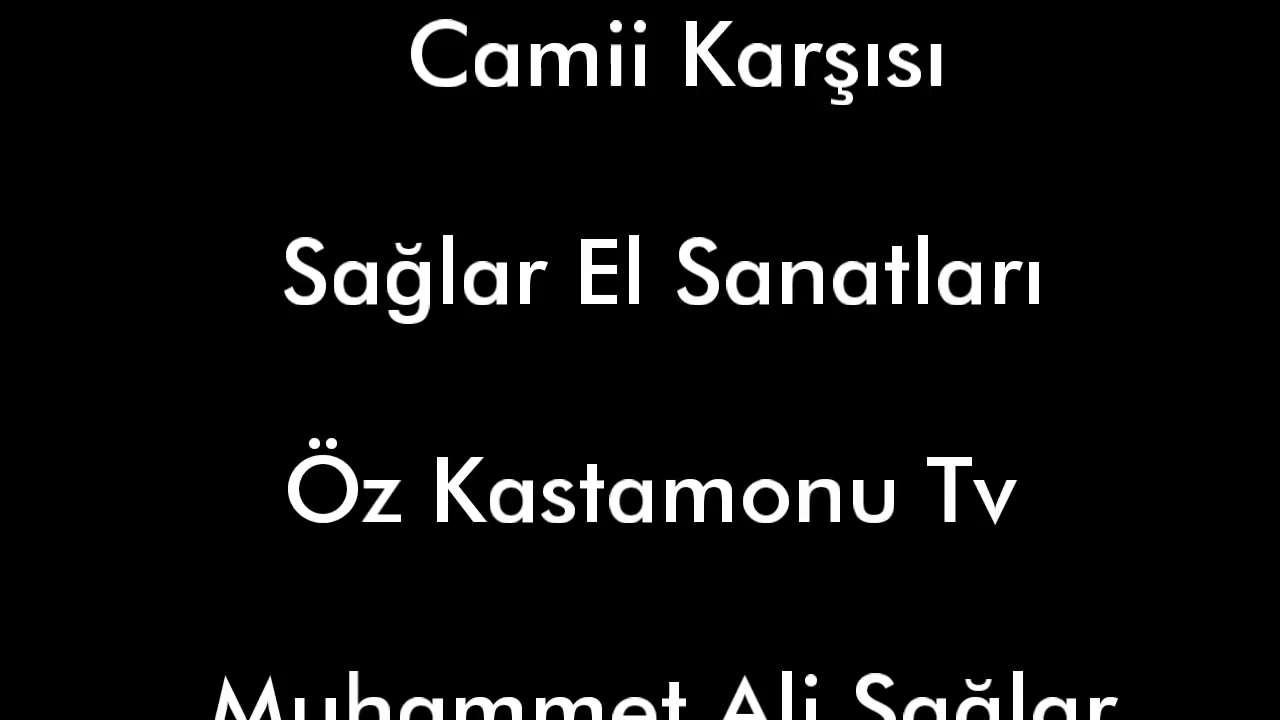 Camii Karşısı
Sağlar El Sanatları
Öz Kastamonu Tv
Muhammet Ali Sağlar